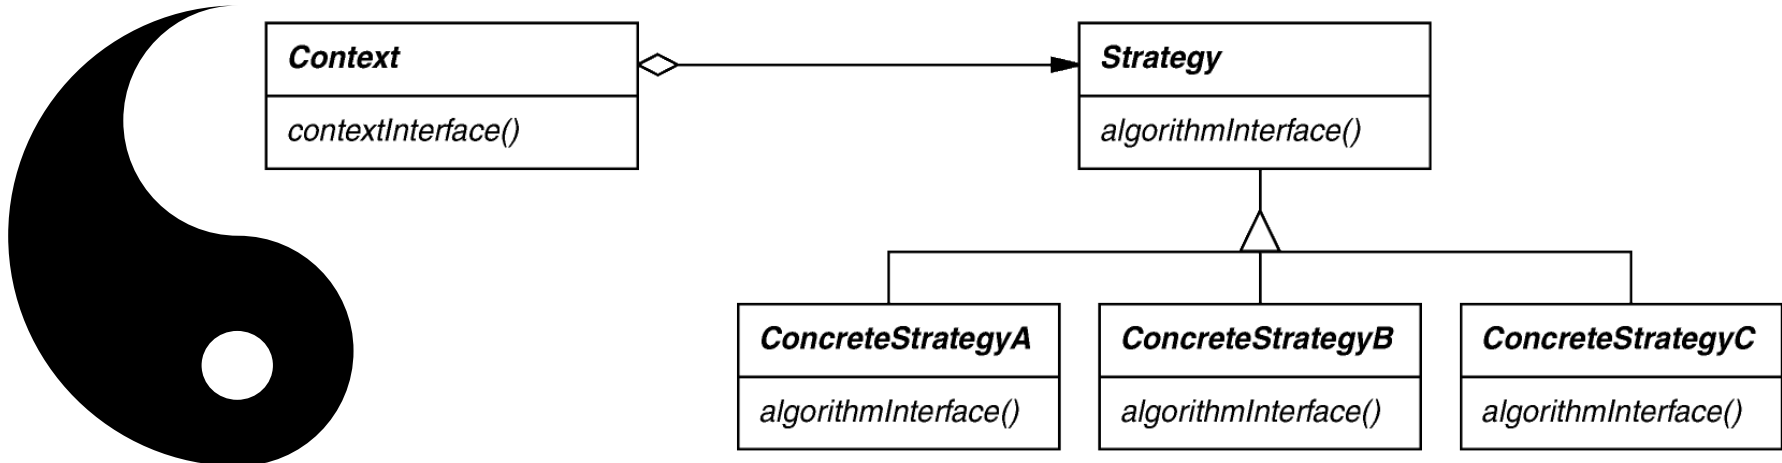 Context
contextInterface()
Strategy
algorithmInterface()
ConcreteStrategyA
algorithmInterface()
ConcreteStrategyB
algorithmInterface()
ConcreteStrategyC
algorithmInterface()